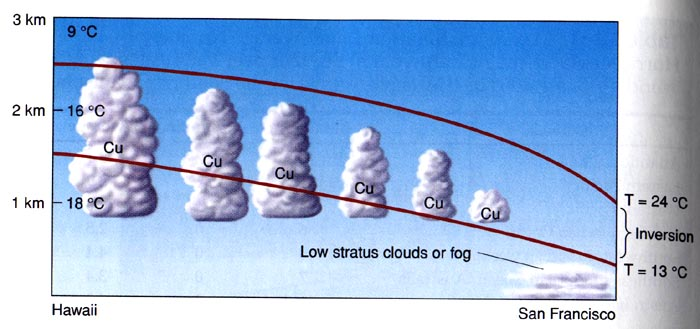 3 km
9 °C
2 km
16 °C
Cu
Cu
Cu
Cu
Cu
Cu
1 km
18 °C
T = 24 °C
Inversion
Low stratus clouds or fog
T = 13 °C
Hawaii
San Francisco